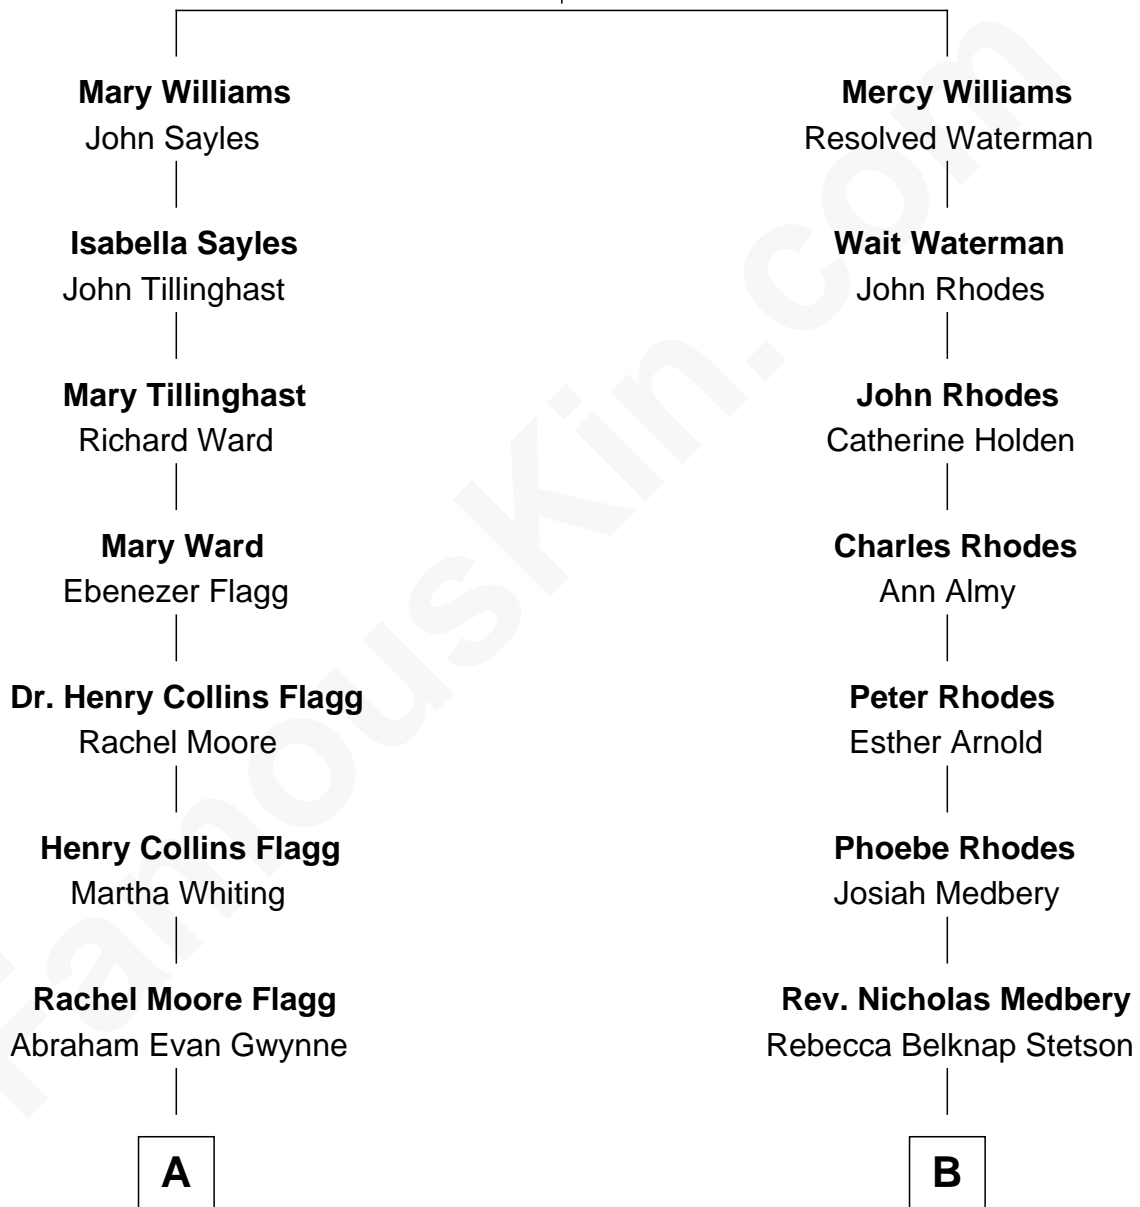 Mary Williams
John Sayles
Isabella Sayles
John Tillinghast
Mary Tillinghast
Richard Ward
Mary Ward
Ebenezer Flagg
Dr. Henry Collins Flagg
Rachel Moore
Henry Collins Flagg
Martha Whiting
Rachel Moore Flagg
Abraham Evan Gwynne
A
Mercy Williams
Resolved Waterman
Wait Waterman
John Rhodes
John Rhodes
Catherine Holden
Charles Rhodes
Ann Almy
Peter Rhodes
Esther Arnold
Phoebe Rhodes
Josiah Medbery
Rev. Nicholas Medbery
Rebecca Belknap Stetson
B
FamousKin.com